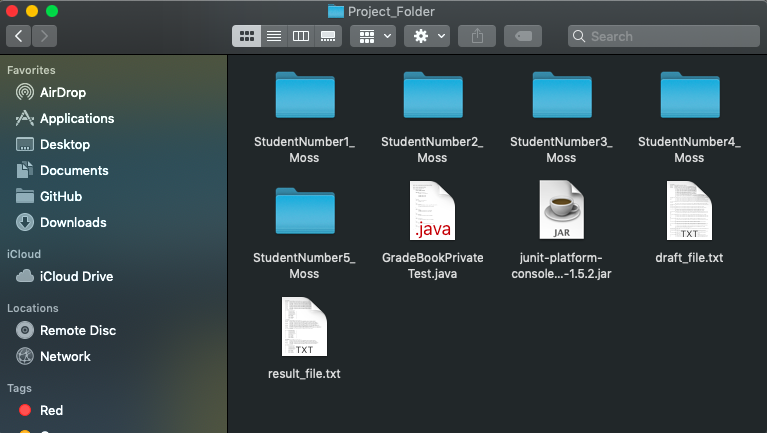 Project_Folder
Search
Favorites
AirDrop
Applications
Desktop
Documents
GitHub
Downloads
iCloud
iCloud Drive
Locations
Remote Disc
Network
Tags
Red
StudentNumber1_
Moss
StudentNumber2_
Moss
StudentNumber3_
Moss
StudentNumber4_
Moss
StudentNumber5_
Moss
.java
GradeBookPrivate
Test.java
JAR
junit-platform-
console...-1.5.2.jar
TXT
draft_file.txt
TXT
result_file.txt